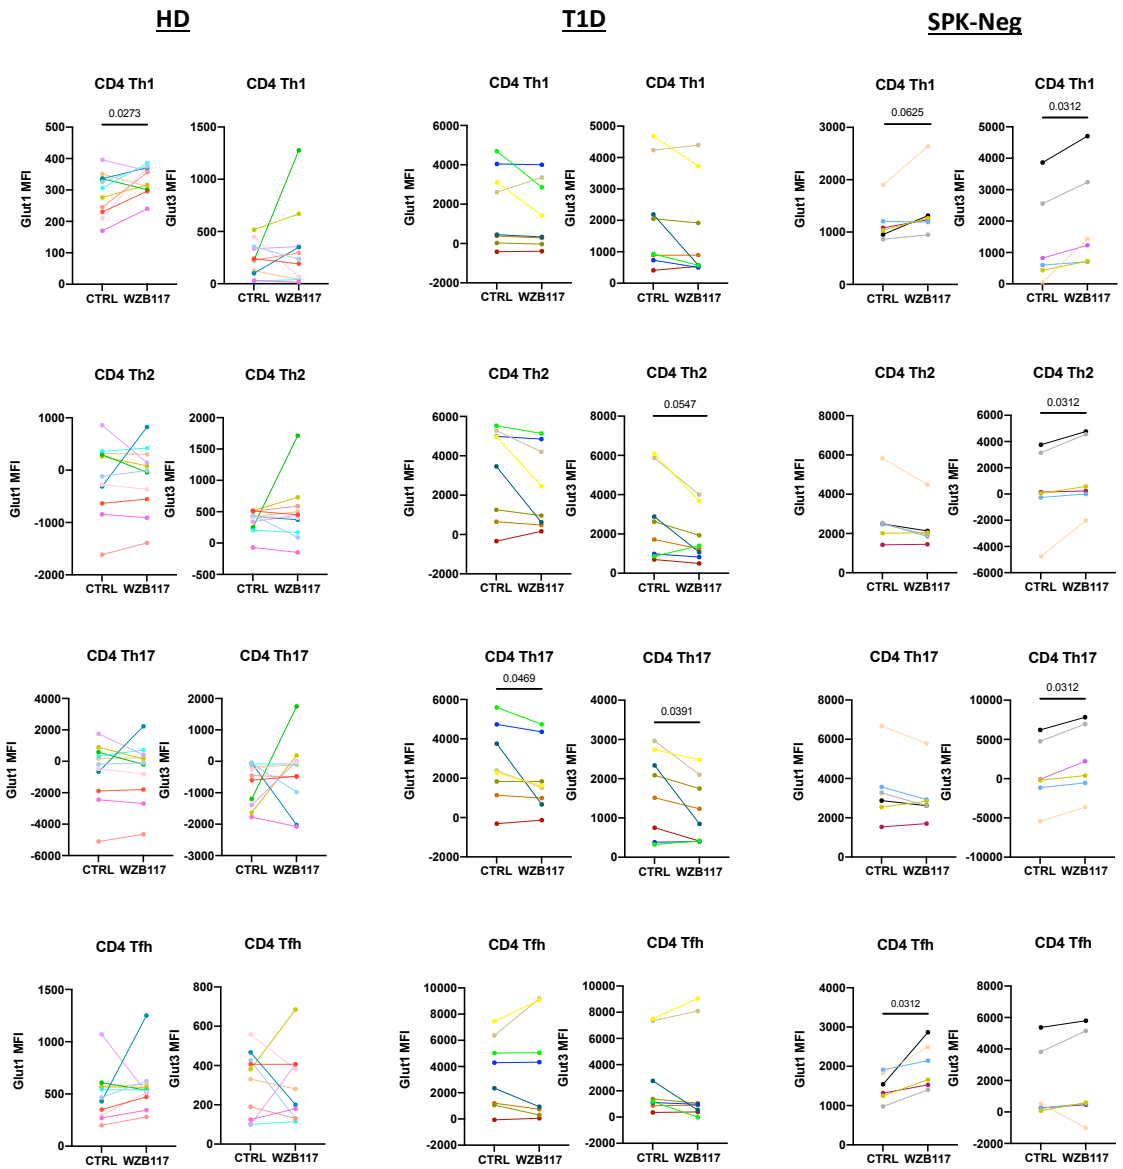 HD
T1D
SPK-Neg
CD4 Th1
CD4 Th1
CD4 Th1
CD4 Th1
CD4 Th1
CD4 Th1
0.0273
0.0625
0.0312
Glut1 MFI
500
400
300
200
100
0
CTRL WZB117
Glut3 MFI
1500
1000
500
0
CTRL WZB117
Glut1 MFI
6000
4000
2000
0
-2000
CTRL WZB117
Glut3 MFI
5000
4000
3000
2000
1000
0
CTRL WZB117
Glut1 MFI
3000
2000
1000
0
CTRL WZB117
Glut3 MFI
5000
4000
3000
2000
1000
0
CTRL WZB117
CD4 Th2
CD4 Th2
CD4 Th2
CD4 Th2
CD4 Th2
CD4 Th2
0.0547
0.0312
Glut1 MFI
1000
0
-1000
-2000
CTRL WZB117
Glut3 MFI
2000
1500
1000
500
0
-500
CTRL WZB117
Glut1 MFI
6000
4000
2000
0
-2000
CTRL WZB117
Glut3 MFI
8000
6000
4000
2000
0
CTRL WZB117
Glut1 MFI
8000
6000
4000
2000
0
CTRL WZB117
Glut3 MFI
6000
4000
2000
0
-2000
-4000
-6000
CTRL WZB117
CD4 Th17
CD4 Th17
CD4 Th17
CD4 Th17
CD4 Th17
CD4 Th17
0.0469
0.0391
0.0312
Glut1 MFI
4000
2000
0
-2000
-4000
-6000
CTRL WZB117
Glut3 MFI
2000
1000
0
-1000
-2000
-3000
CTRL WZB117
Glut1 MFI
6000
4000
2000
0
-2000
CTRL WZB117
Glut3 MFI
4000
3000
2000
1000
0
CTRL WZB117
Glut1 MFI
8000
6000
4000
2000
0
CTRL WZB117
Glut3 MFI
10000
5000
0
-5000
-10000
CTRL WZB117
CD4 Tfh
CD4 Tfh
CD4 Tfh
CD4 Tfh
CD4 Tfh
CD4 Tfh
0.0312
Glut1 MFI
1500
1000
500
0
CTRL WZB117
Glut3 MFI
800
600
400
200
0
CTRL WZB117
Glut1 MFI
10000
8000
6000
4000
2000
0
-2000
CTRL WZB117
Glut3 MFI
10000
8000
6000
4000
2000
0
-2000
CTRL WZB117
Glut1 MFI
4000
3000
2000
1000
0
CTRL WZB117
Glut3 MFI
8000
6000
4000
2000
0
-2000
CTRL WZB117